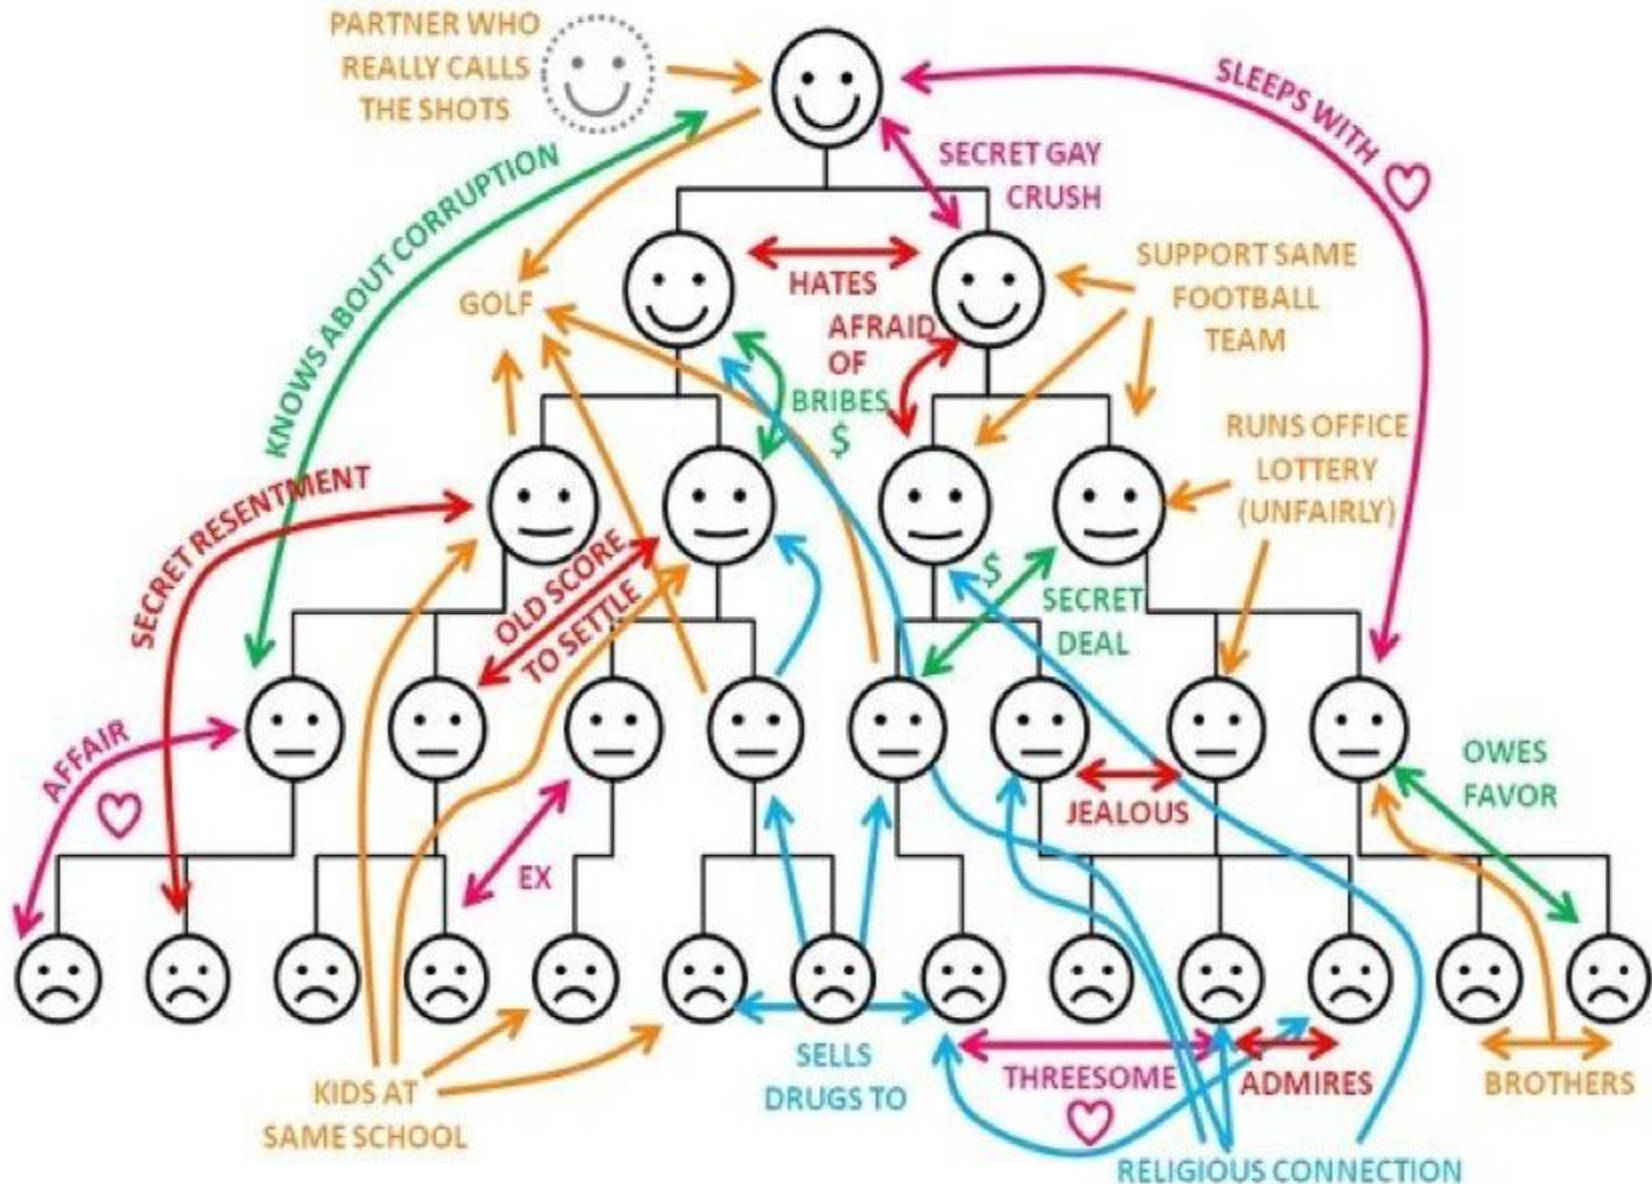 PARTNER WHO
REALLY CALLS
THE SHOTS
SLEEPS WITH
SECRET GAY
CRUSH
KNOWS ABOUT CORRUPTION
HATES
GOLF
SUPPORT SAME
FOOTBALL
TEAM
AFRAID
OF
BRIBES
$
RUNS OFFICE
LOTTERY
(UNFAIRLY)
SECRET RESENTMENT
OLD SCORE
TO SETTLE
$
SECRET
DEAL
AFFAIR
JEALOUS
OWES
FAVOR
EX
KIDS AT
SAME SCHOOL
SELLS
DRUGS TO
THREESOME
ADMIRES
BROTHERS
RELIGIOUS CONNECTION